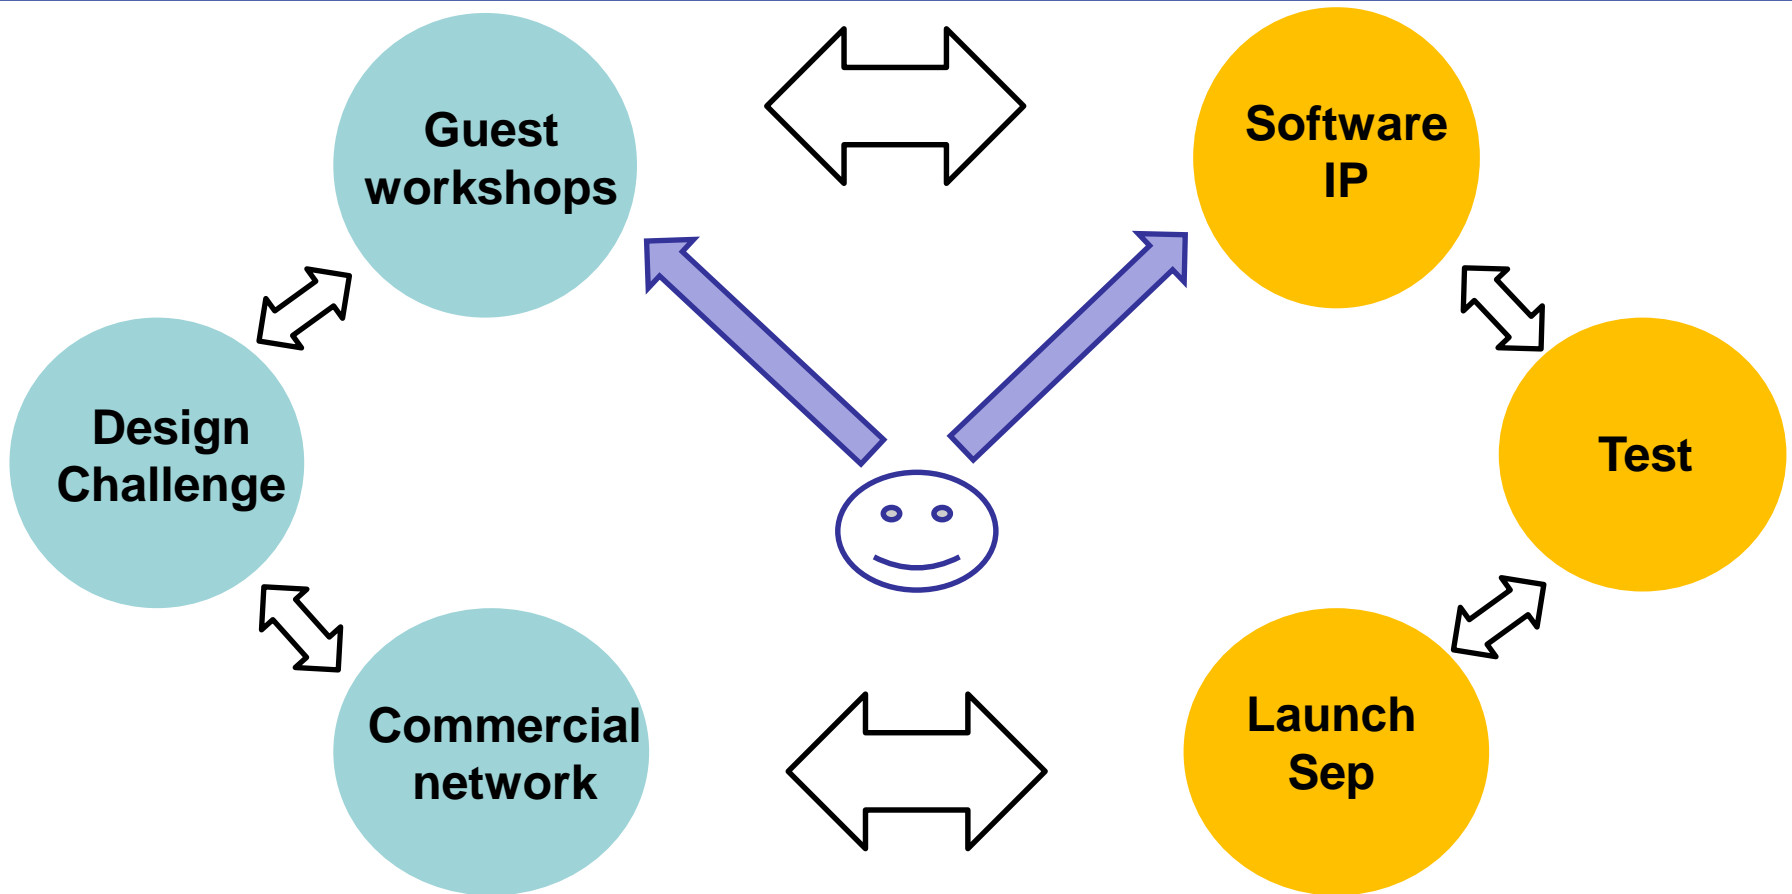 Guest
workshops
Software
IP
Design
Challenge
Test
Commercial
network
Launch
Sep